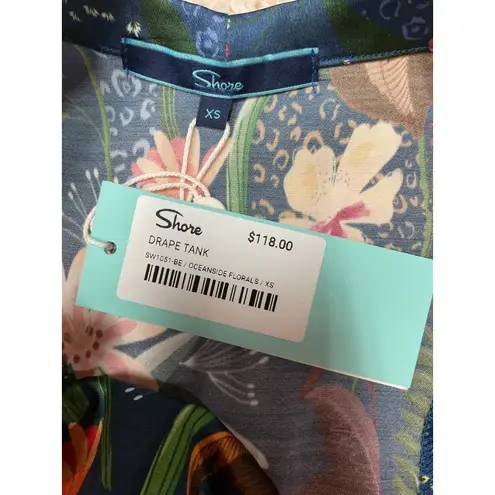 Shore
XS
Shore
$118.00
DRAPE TANK
SW1051-BE / OCEANSIDE FLORALS / XS